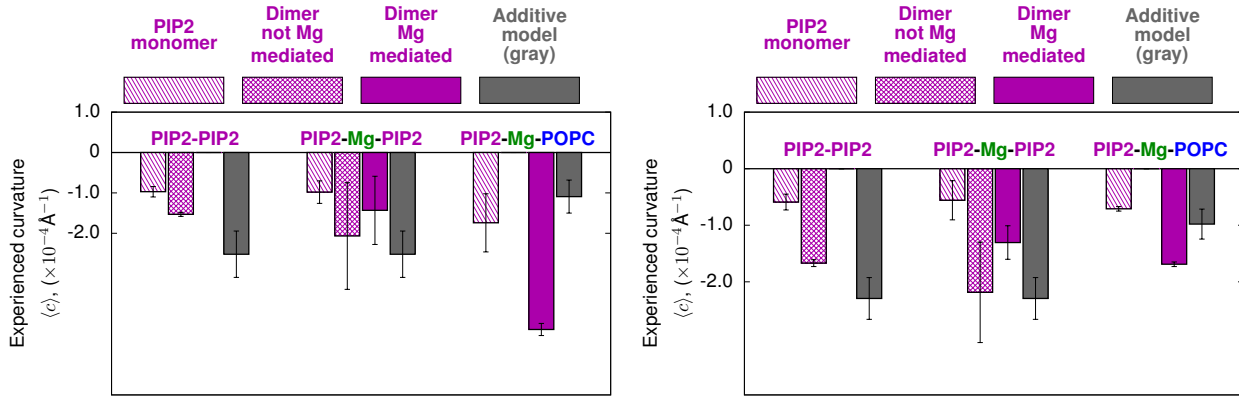 PIP2
monomer
Dimer
not Mg
mediated
Dimer
Mg
mediated
Additive
model
(gray)
1.0
0
-1.0
-2.0
Experienced curvature
⟨c⟩, (×10⁻⁴Å⁻¹)
PIP2-PIP2
PIP2-Mg-PIP2
PIP2-Mg-POPC
PIP2
monomer
Dimer
not Mg
mediated
Dimer
Mg
mediated
Additive
model
(gray)
1.0
0
-1.0
-2.0
Experienced curvature
⟨c⟩, (×10⁻⁴Å⁻¹)
PIP2-PIP2
PIP2-Mg-PIP2
PIP2-Mg-POPC